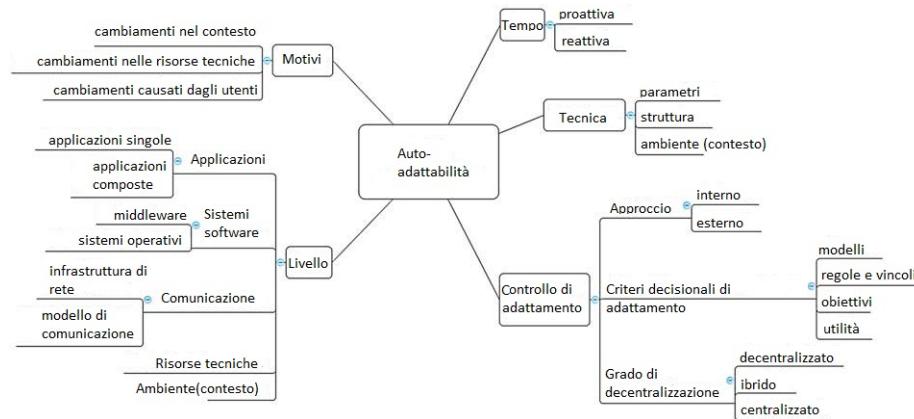 Auto-
adattabilità
Motivi
cambiamenti nel contesto
cambiamenti nelle risorse tecniche
cambiamenti causati dagli utenti
Livello
Applicazioni
applicazioni singole
applicazioni
composte
Sistemi
software
middleware
sistemi operativi
Comunicazione
infrastruttura di
rete
modello di
comunicazione
Risorse tecniche
Ambiente(contesto)
Tempo
proattiva
reattiva
Tecnica
parametri
struttura
ambiente (contesto)
Controllo di
adattamento
Approccio
interno
esterno
Criteri decisionali di
adattamento
modelli
regole e vincoli
obiettivi
utilità
Grado di
decentralizzazione
decentralizzato
ibrido
centralizzato